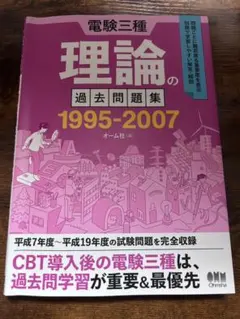 電験三種
理論の
過去問題集
1995-2007
オーム社
平成7年度～平成19年度の試験問題を完全収録
CBT導入後の電験三種は、
過去問学習が重要&最優先
OHM
Ohmsha